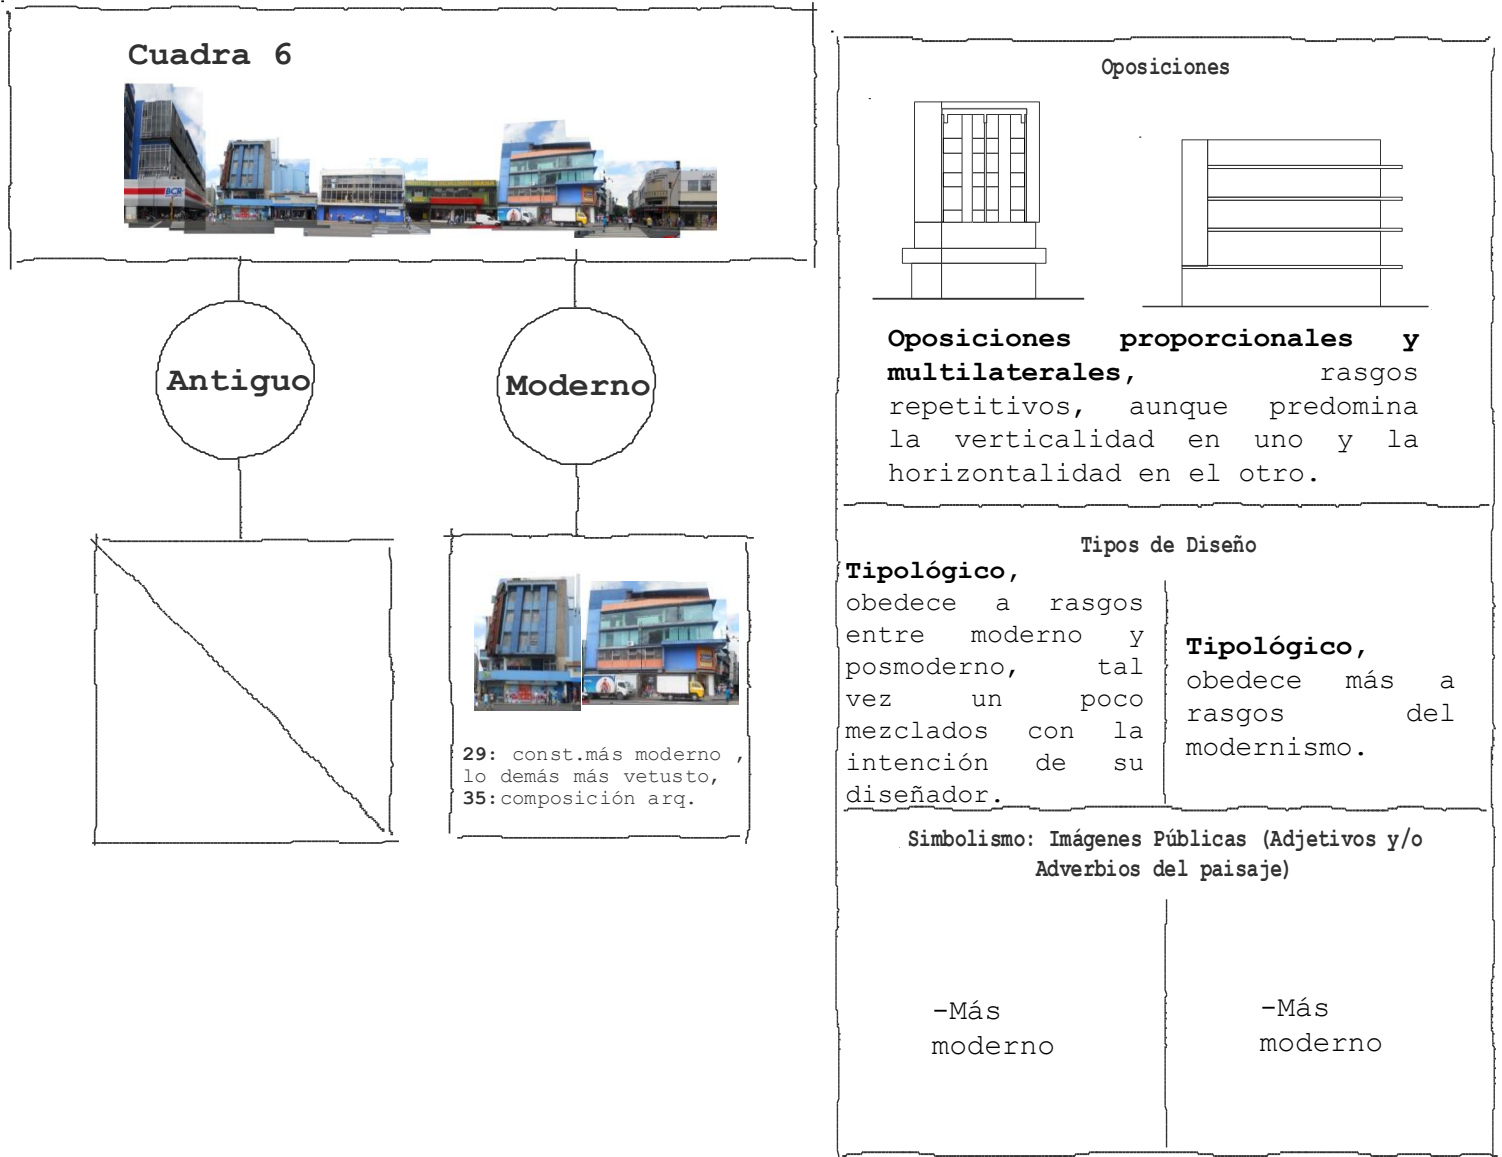 Cuadra 6
BCR
Antiguo
Moderno
29: const.más moderno ,
lo demás más vetusto,
35:composición arq.
Oposiciones
Oposiciones proporcionales y
multilaterales, rasgos
repetitivos, aunque predomina
la verticalidad en uno y la
horizontalidad en el otro.
Tipos de Diseño
Tipológico,
obedece a rasgos
entre moderno y
posmoderno, tal
vez un poco
mezclados con la
intención de su
diseñador.
Tipológico,
obedece más a
rasgos del
modernismo.
Simbolismo: Imágenes Públicas (Adjetivos y/o
Adverbios del paisaje)
-Más
moderno
-Más
moderno